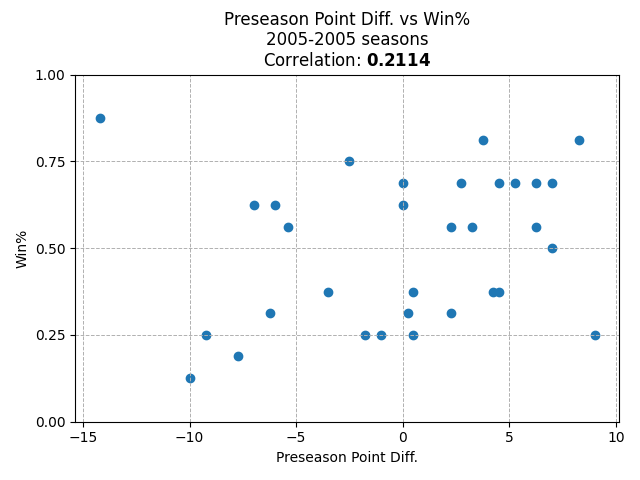 Preseason Point Diff. vs Win%
2005-2005 seasons
Correlation: 0.2114
1.00
0.75
0.50
0.25
0.00
Win%
−15
−10
−5
0
5
10
Preseason Point Diff.